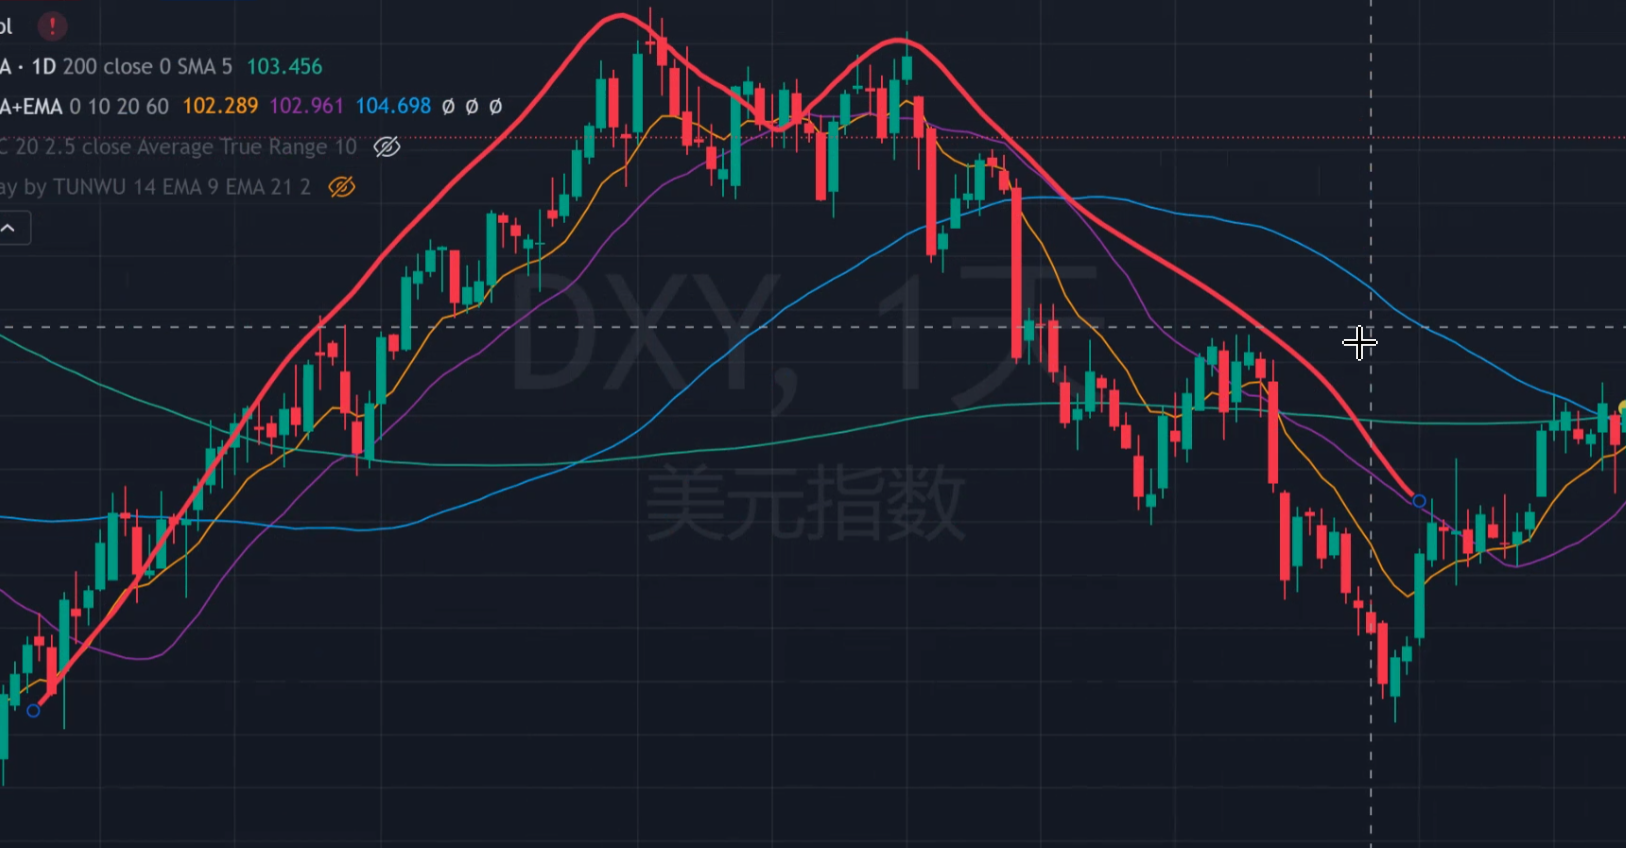 ol !
A · 1D 200 close 0 SMA 5 103.456
A+EMA 0 10 20 60 102.289 102.961 104.698 ∅ ∅ ∅
C 20 2.5 close Average True Range 10
ay by TUNWU 14 EMA 9 EMA 21 2
DXY, 1天
美元指数